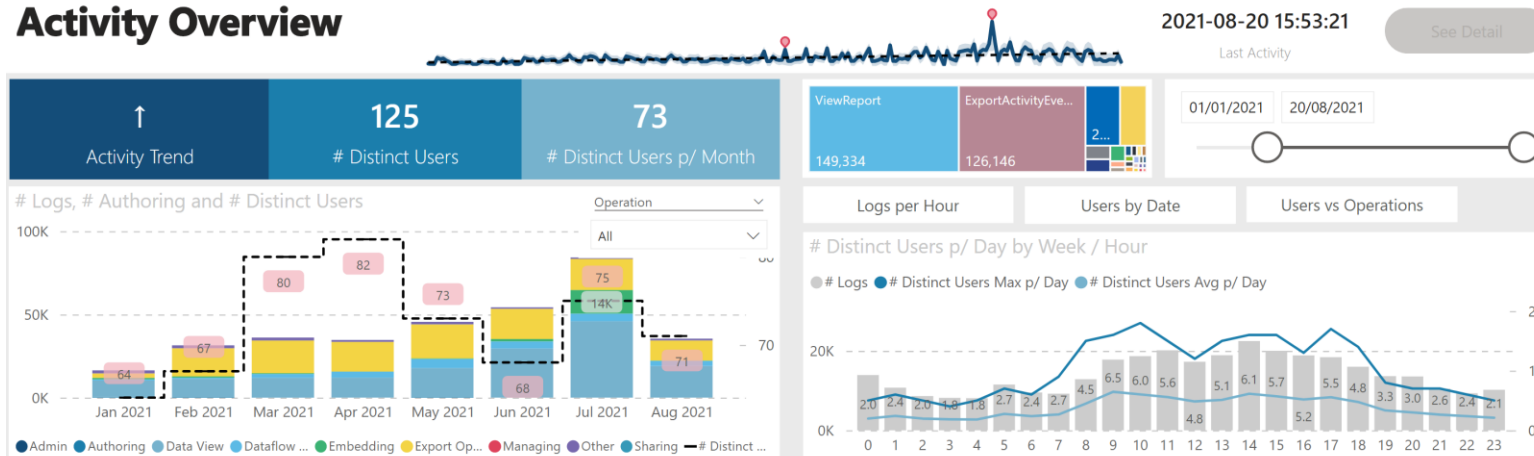 Activity Overview
2021-08-20 15:53:21
Last Activity
See Detail
↑
Activity Trend
125
# Distinct Users
73
# Distinct Users p/ Month
ViewReport
149,334
ExportActivityEve...
126,146
2...
01/01/2021 20/08/2021
# Logs, # Authoring and # Distinct Users
Operation
All
100K
50K
0K
70
64
67
80
82
73
68
75
14K
71
Jan 2021 Feb 2021 Mar 2021 Apr 2021 May 2021 Jun 2021 Jul 2021 Aug 2021
Admin Authoring Data View Dataflow ... Embedding Export Op... Managing Other Sharing # Distinct ...
Logs per Hour Users by Date Users vs Operations
# Distinct Users p/ Day by Week / Hour
# Logs # Distinct Users Max p/ Day # Distinct Users Avg p/ Day
20K
0K
2.0 2.4 2.0 1.8 1.8 2.7 2.4 2.7 4.5 6.5 6.0 5.6 4.8 5.1 6.1 5.7 5.2 5.5 4.8 3.3 3.0 2.6 2.4 2.1
0 1 2 3 4 5 6 7 8 9 10 11 12 13 14 15 16 17 18 19 20 21 22 23